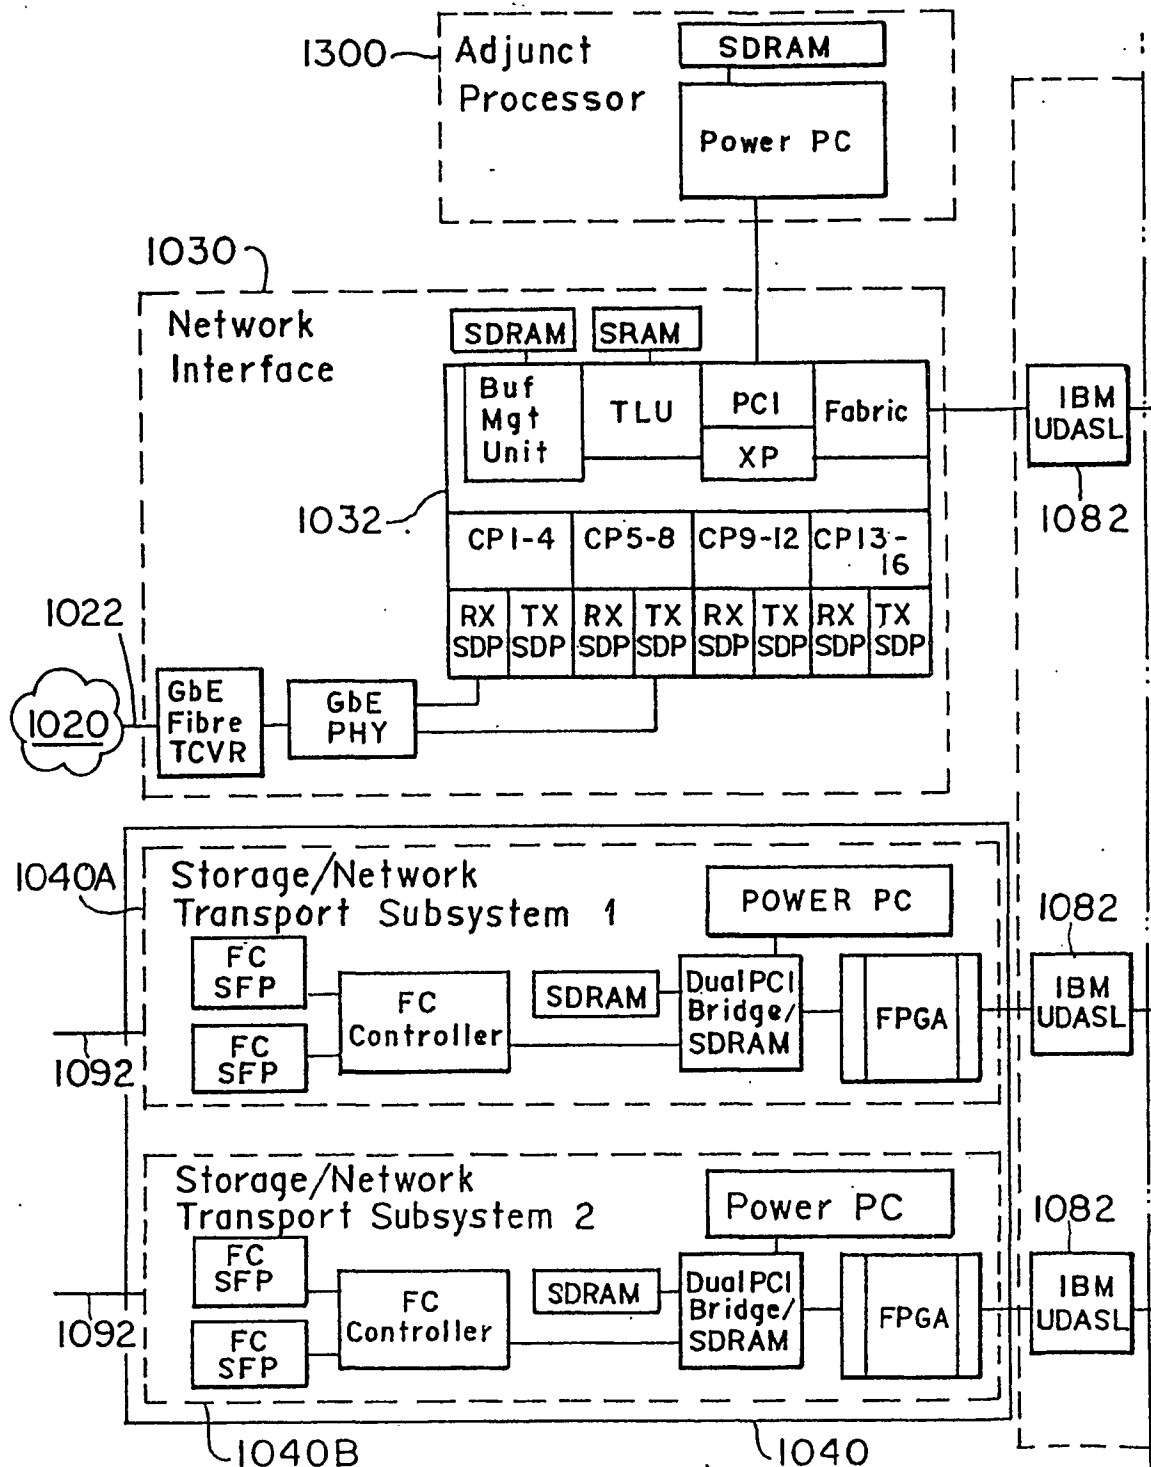 1300
Adjunct
Processor
SDRAM
Power PC
1030
Network
Interface
SDRAM
SRAM
Buf
Mgt
Unit
TLU
PCI
XP
Fabric
IBM
UDASL
1082
1032
CP1-4
CP5-8
CP9-12
CP13-
16
RX
SDP
TX
SDP
RX
SDP
TX
SDP
RX
SDP
TX
SDP
RX
SDP
TX
SDP
1022
1020
GbE
Fibre
TCVR
GbE
PHY
1040A
Storage/Network
Transport Subsystem 1
POWER PC
1082
FC
SFP
FC
SFP
FC
Controller
SDRAM
Dual PCI
Bridge/
SDRAM
FPGA
IBM
UDASL
1092
Storage/Network
Transport Subsystem 2
Power PC
1082
FC
SFP
FC
SFP
FC
Controller
SDRAM
Dual PCI
Bridge/
SDRAM
FPGA
IBM
UDASL
1092
1040B
1040